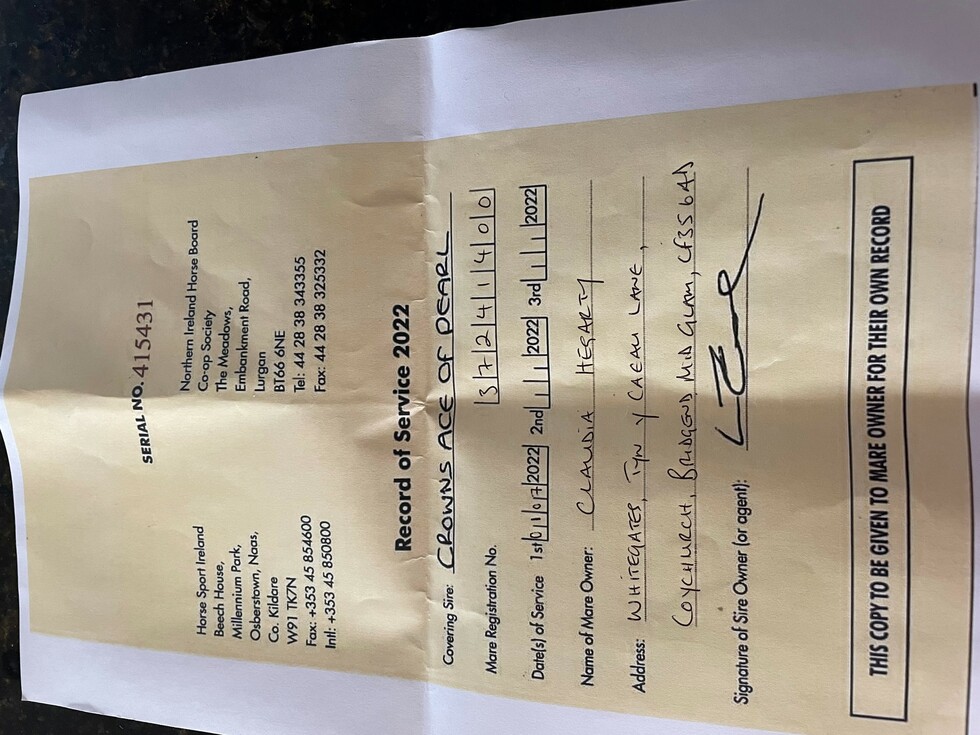 SERIAL NO. 415431
Horse Sport Ireland
Beech House,
Millennium Park,
Osberstown, Naas,
Co. Kildare
W91 TK7N
Fax: +353 45 854600
Intl: +353 45 850800
Northern Ireland Horse Board
Co-op Society
The Meadows,
Embankment Road,
Lurgan
BT66 6NE
Tel: 44 28 38 343355
Fax: 44 28 38 325332
Record of Service 2022
Covering Sire: CROWNS ACE OF PEARL
Mare Registration No. 37241400
Date(s) of Service 1st 01 07 2022 2nd 2022 3rd 2022
Name of Mare Owner: CLAUDIA HEGARTY
Address: WHITEGATES, TYN Y CAEAU LANE,
COYCHURCH, BRIDGEND MID GLAM, CF35 6AD
Signature of Sire Owner (or agent):
THIS COPY TO BE GIVEN TO MARE OWNER FOR THEIR OWN RECORD